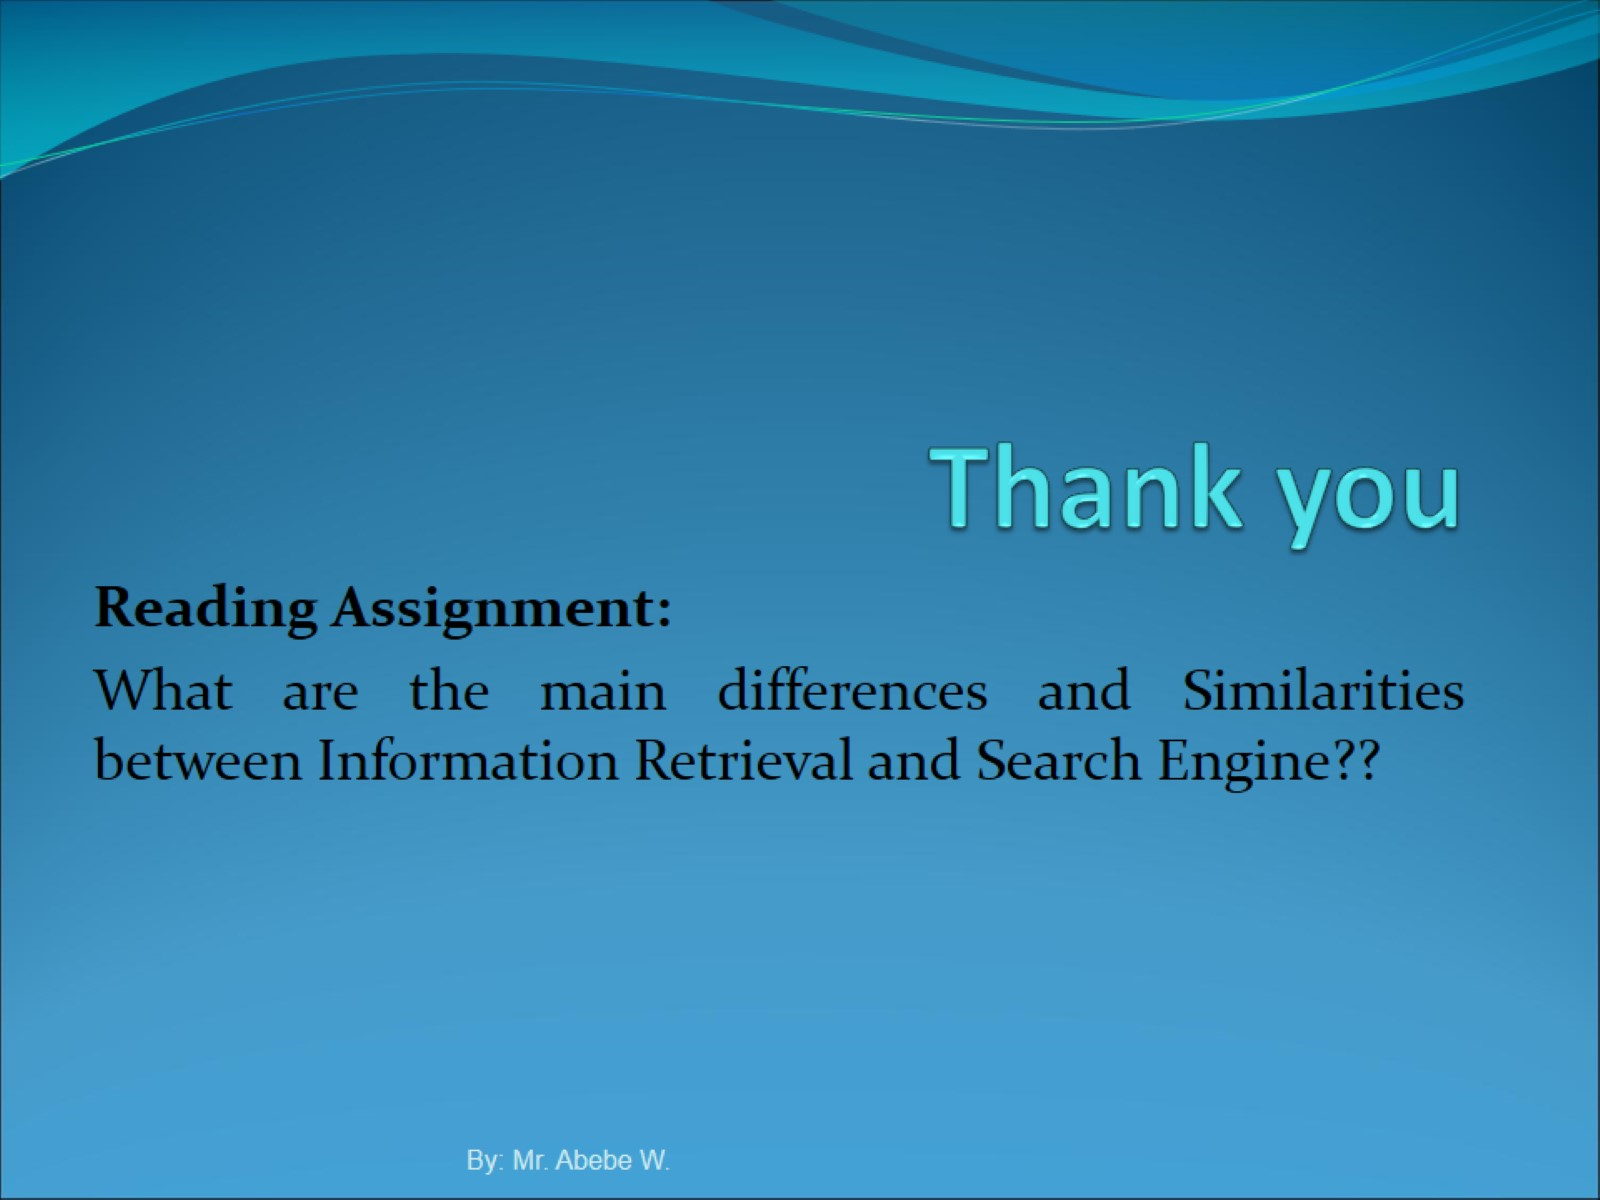 Thank you
Reading Assignment:
What are the main differences and Similarities
between Information Retrieval and Search Engine??
By: Mr. Abebe W.